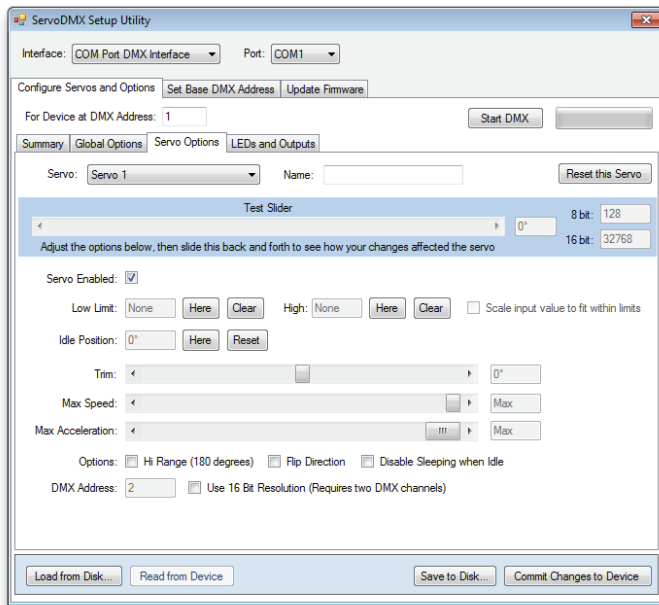 ServoDMX Setup Utility
Interface: COM Port DMX Interface Port: COM1
Configure Servos and Options Set Base DMX Address Update Firmware
For Device at DMX Address: 1 Start DMX
Summary Global Options Servo Options LEDs and Outputs
Servo: Servo 1 Name: Reset this Servo
Test Slider
0° 8 bit: 128
Adjust the options below, then slide this back and forth to see how your changes affected the servo 16 bit: 32768
Servo Enabled:
Low Limit: None Here Clear High: None Here Clear Scale input value to fit within limits
Idle Position: 0° Here Reset
Trim: 0°
Max Speed: Max
Max Acceleration: Max
Options: Hi Range (180 degrees) Flip Direction Disable Sleeping when Idle
DMX Address: 2 Use 16 Bit Resolution (Requires two DMX channels)
Load from Disk... Read from Device Save to Disk... Commit Changes to Device